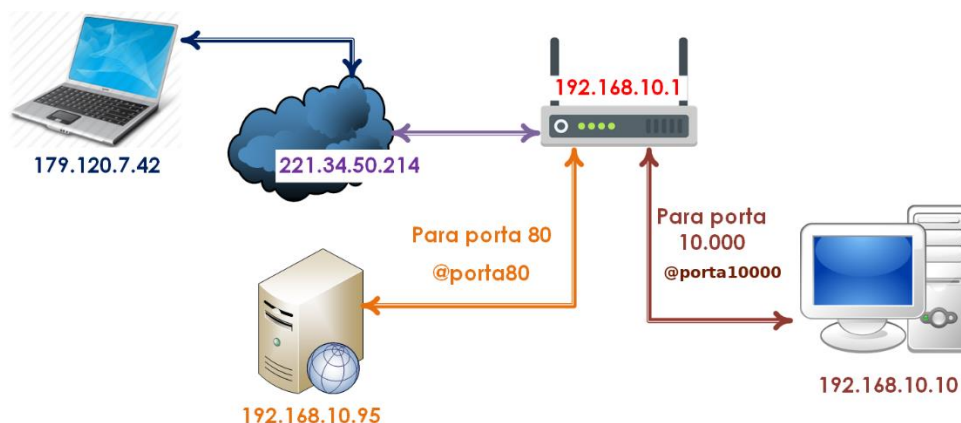 192.168.10.1
179.120.7.42
221.34.50.214
Para porta 80
@porta80
Para porta
10.000
@porta10000
192.168.10.95
192.168.10.10